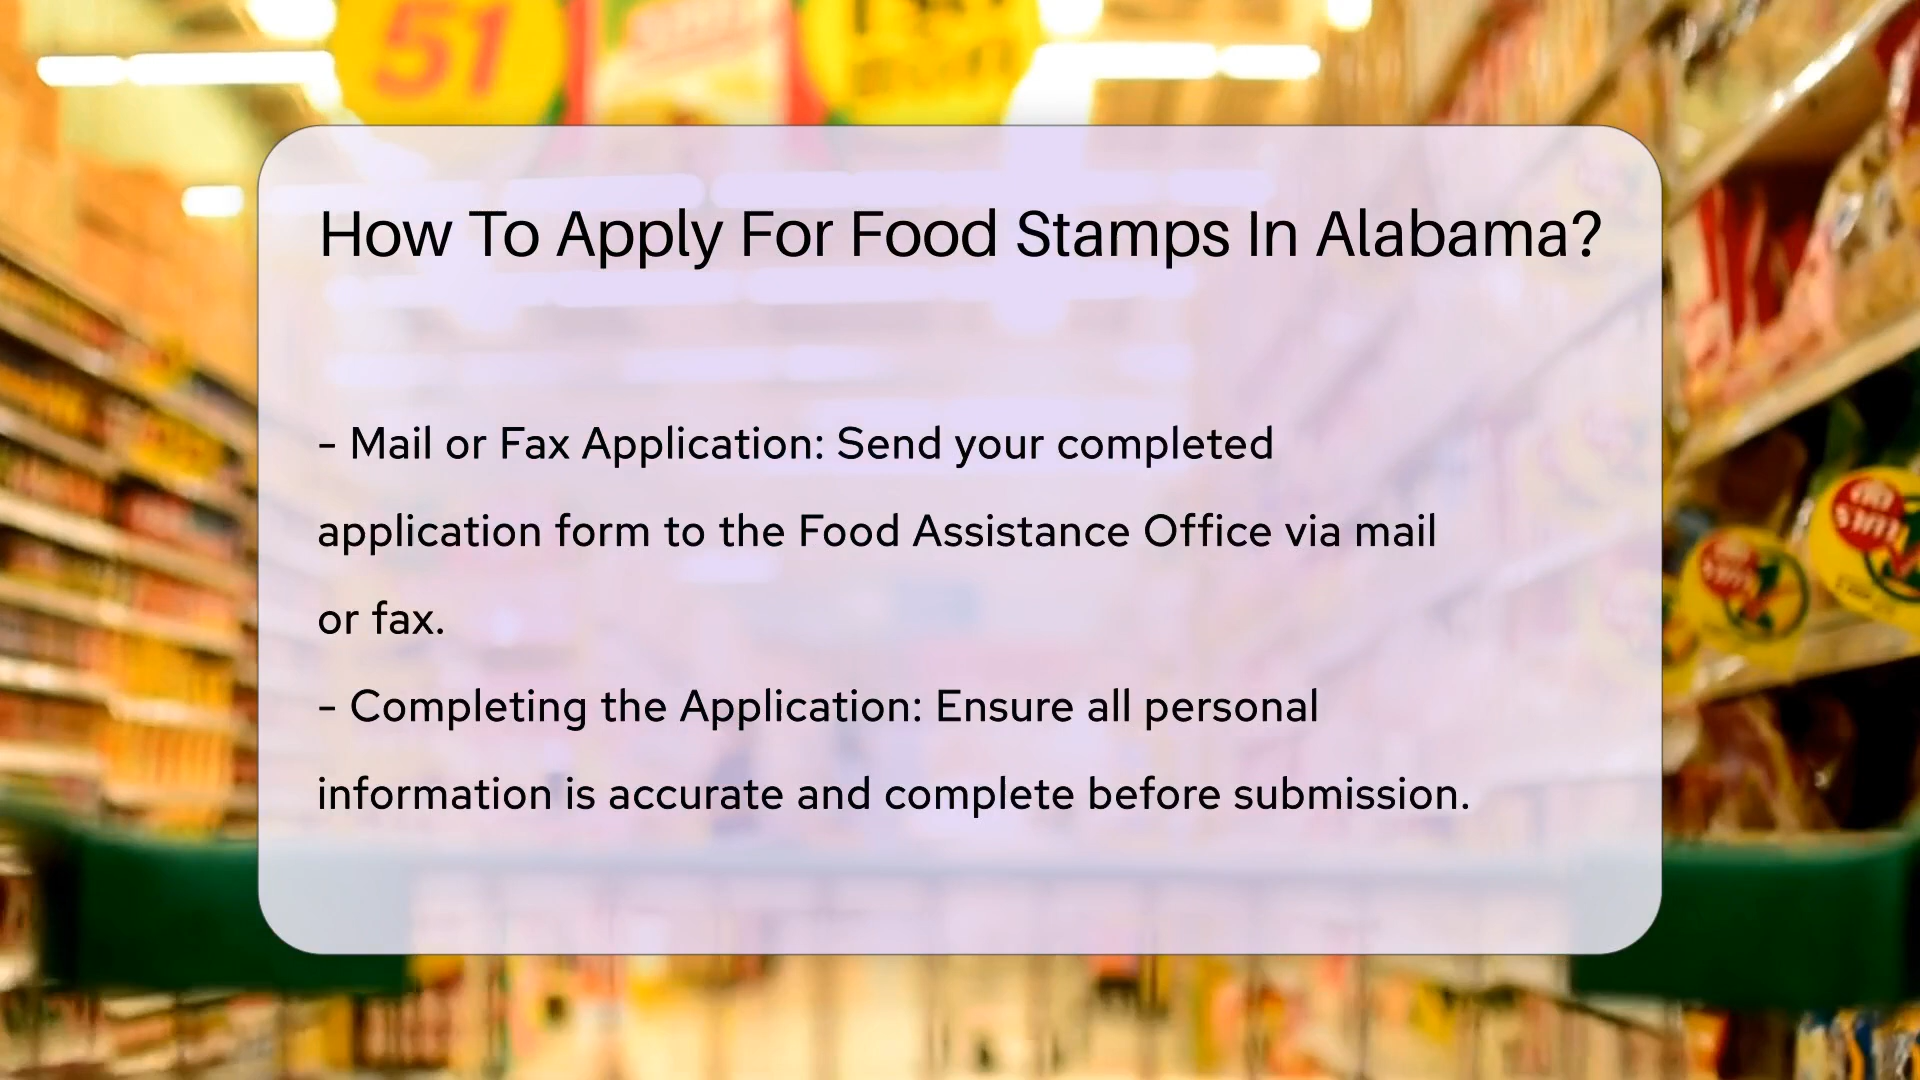 51
How To Apply For Food Stamps In Alabama?
- Mail or Fax Application: Send your completed
application form to the Food Assistance Office via mail
or fax.
- Completing the Application: Ensure all personal
information is accurate and complete before submission.